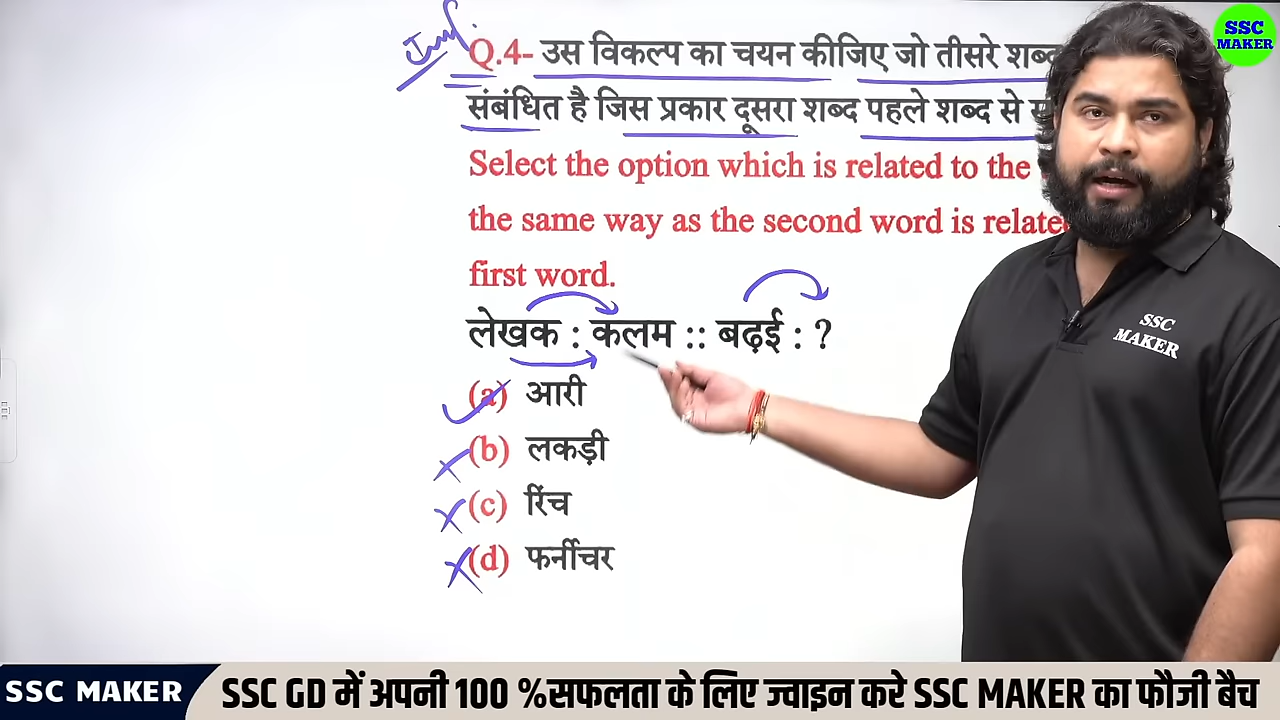 SSC
MAKER
Q.4- उस विकल्प का चयन कीजिए जो तीसरे शब्द
संबंधित है जिस प्रकार दूसरा शब्द पहले शब्द से
Select the option which is related to the
the same way as the second word is related
first word.
लेखक : कलम :: बढ़ई : ?
(a) आरी
(b) लकड़ी
(c) रिंच
(d) फर्नीचर
SSC
MAKER
SSC MAKER
SSC GD में अपनी 100 %सफलता के लिए ज्वाइन करे SSC MAKER का फौजी बैच